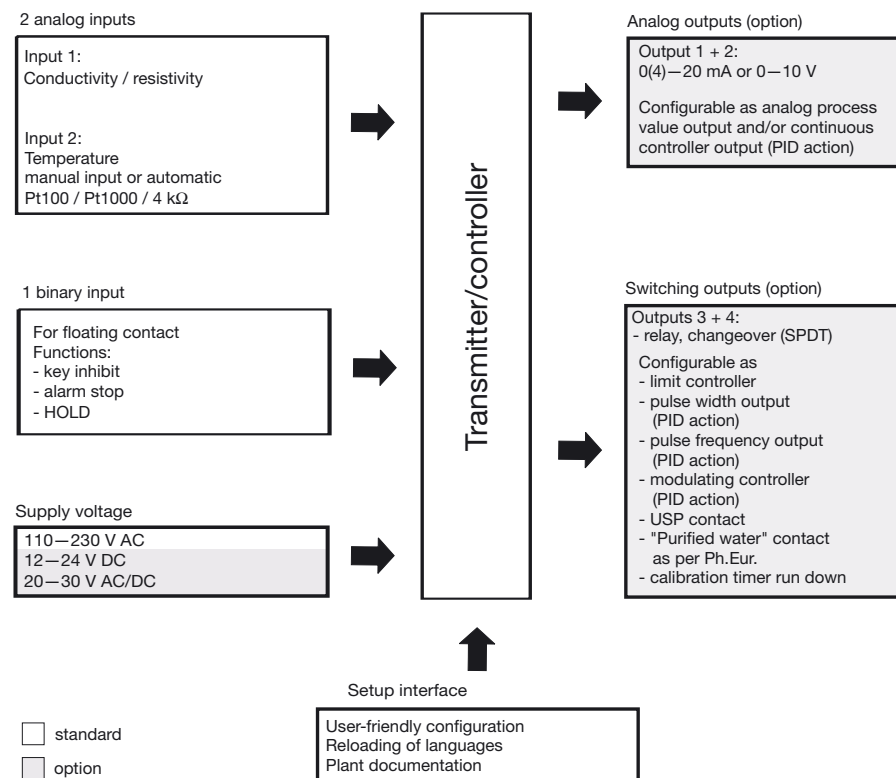 2 analog inputs
Input 1:
Conductivity / resistivity
Input 2:
Temperature
manual input or automatic
Pt100 / Pt1000 / 4 kΩ
1 binary input
For floating contact
Functions:
- key inhibit
- alarm stop
- HOLD
Supply voltage
110—230 V AC
12—24 V DC
20—30 V AC/DC
Transmitter/controller
Analog outputs (option)
Output 1 + 2:
0(4)—20 mA or 0—10 V
Configurable as analog process
value output and/or continuous
controller output (PID action)
Switching outputs (option)
Outputs 3 + 4:
- relay, changeover (SPDT)
Configurable as
- limit controller
- pulse width output
(PID action)
- pulse frequency output
(PID action)
- modulating controller
(PID action)
- USP contact
- "Purified water" contact
as per Ph.Eur.
- calibration timer run down
Setup interface
User-friendly configuration
Reloading of languages
Plant documentation
standard
option